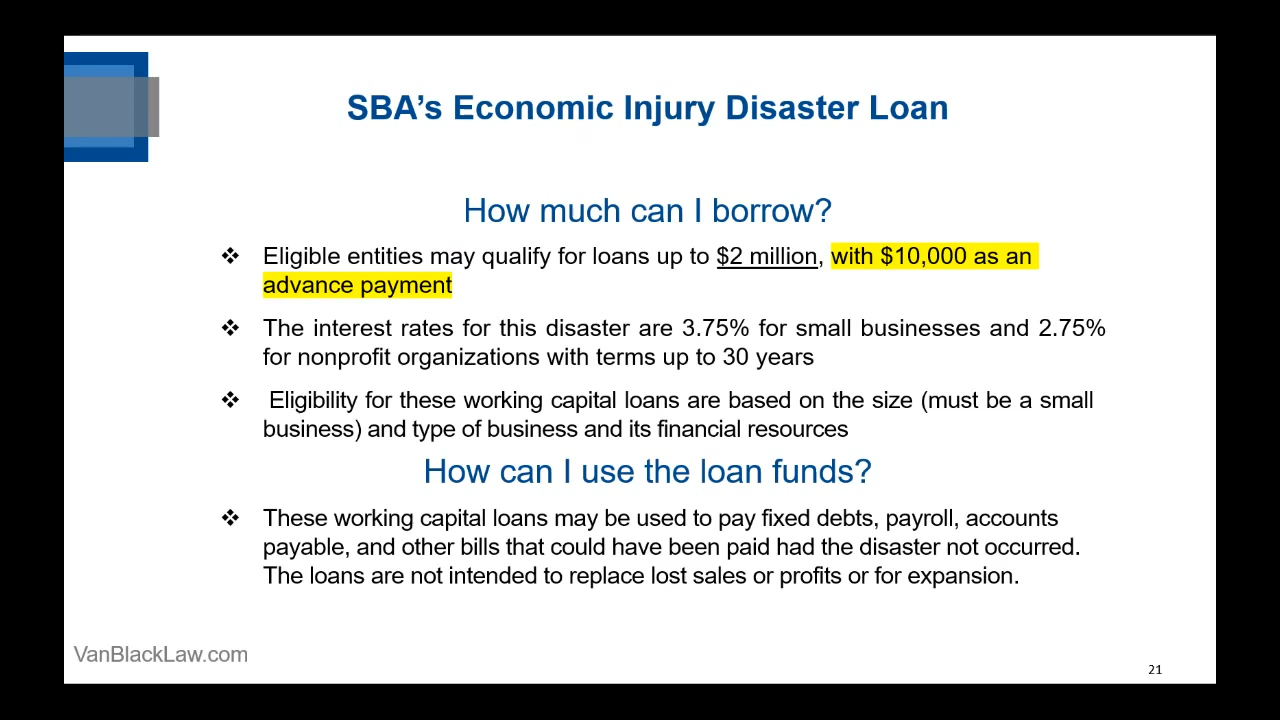 SBA’s Economic Injury Disaster Loan
How much can I borrow?
❖ Eligible entities may qualify for loans up to $2 million, with $10,000 as an
advance payment
❖ The interest rates for this disaster are 3.75% for small businesses and 2.75%
for nonprofit organizations with terms up to 30 years
❖ Eligibility for these working capital loans are based on the size (must be a small
business) and type of business and its financial resources
How can I use the loan funds?
❖ These working capital loans may be used to pay fixed debts, payroll, accounts
payable, and other bills that could have been paid had the disaster not occurred.
The loans are not intended to replace lost sales or profits or for expansion.
VanBlackLaw.com
21